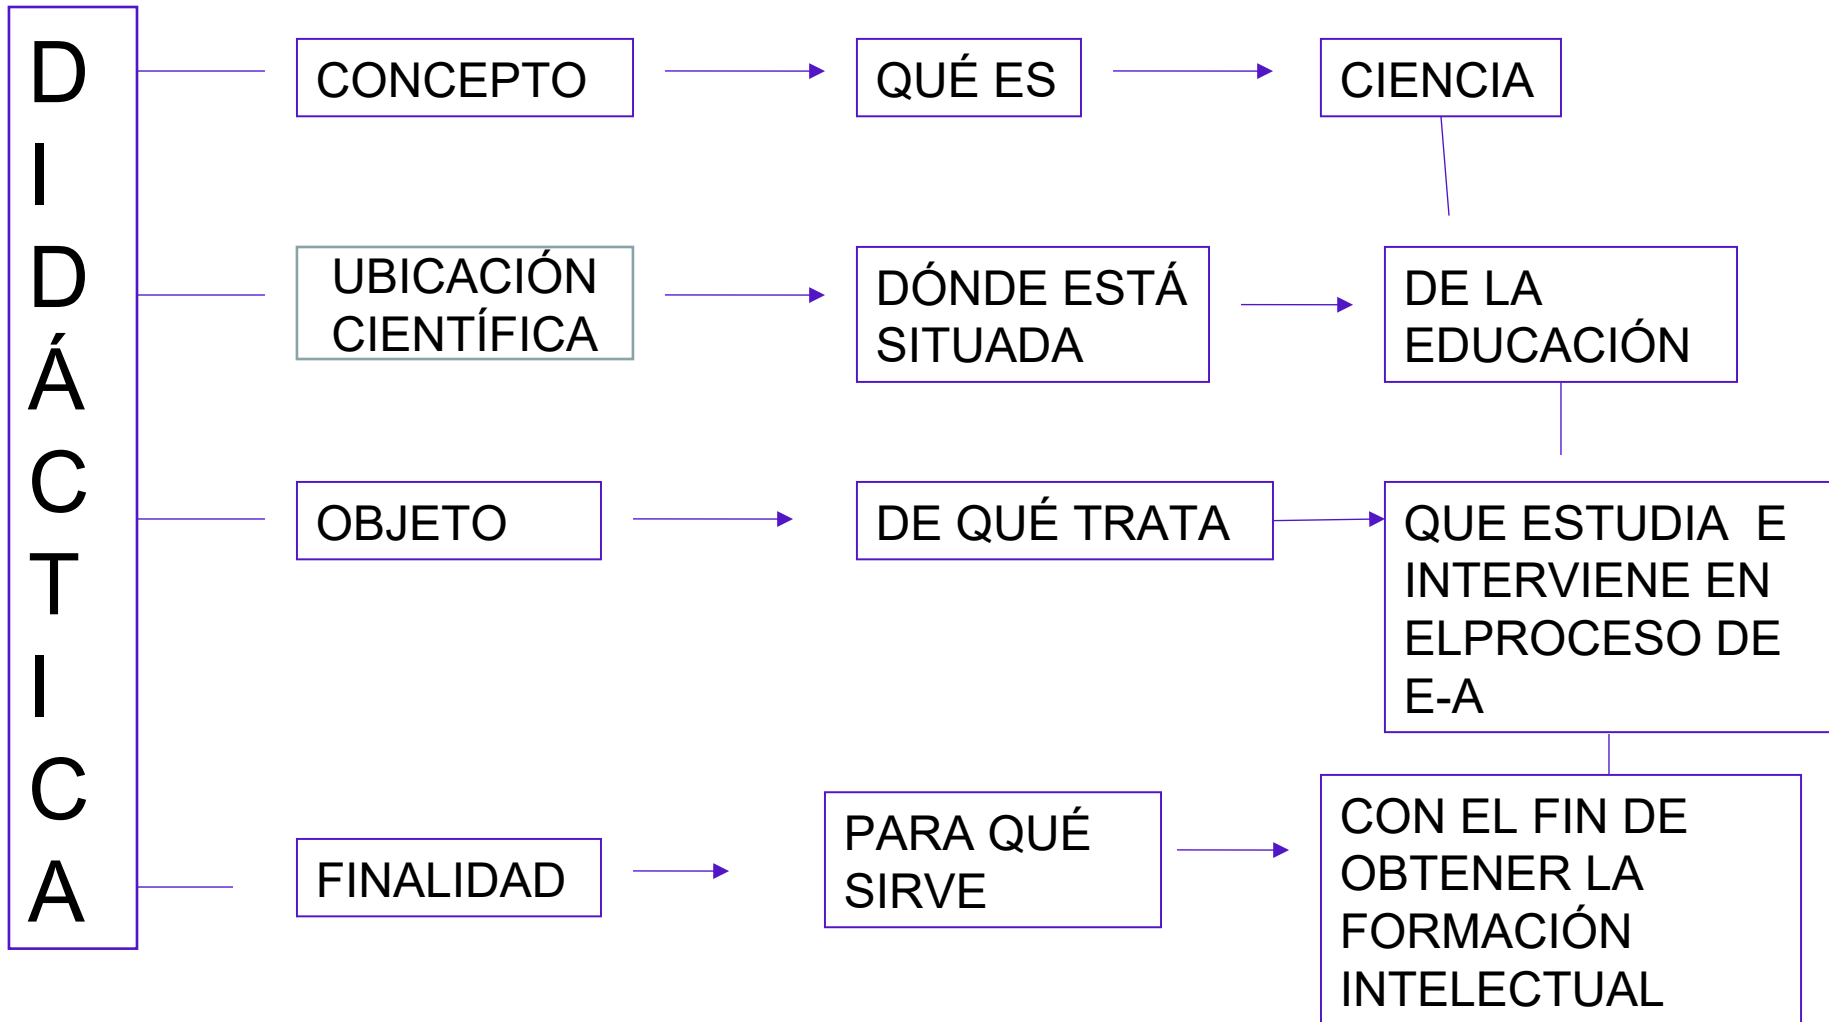 D
I
D
Á
C
T
I
C
A
CONCEPTO
QUÉ ES
CIENCIA
UBICACIÓN
CIENTÍFICA
DÓNDE ESTÁ
SITUADA
DE LA
EDUCACIÓN
OBJETO
DE QUÉ TRATA
QUE ESTUDIA E
INTERVIENE EN
ELPROCESO DE
E-A
FINALIDAD
PARA QUÉ
SIRVE
CON EL FIN DE
OBTENER LA
FORMACIÓN
INTELECTUAL